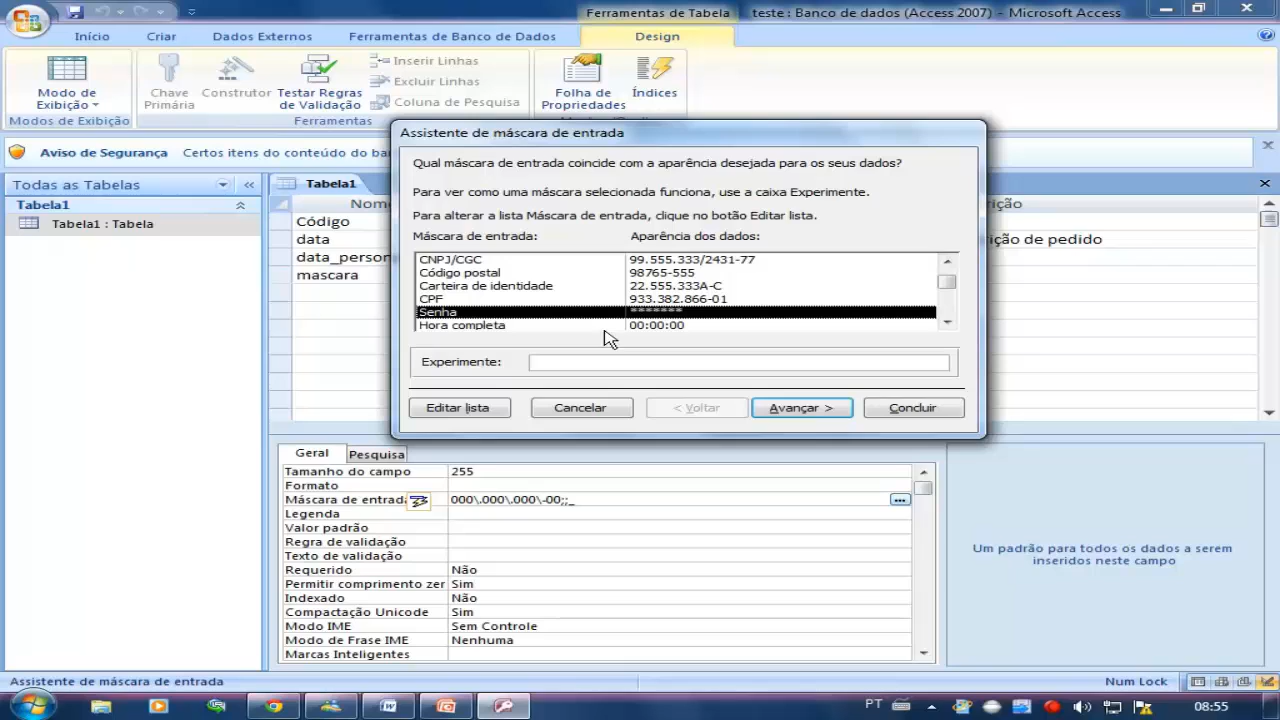 Ferramentas de Tabela teste : Banco de dados (Access 2007) - Microsoft Access
Início Criar Dados Externos Ferramentas de Banco de Dados Design
Modo de Exibição
Modos de Exibição
Chave Primária
Construtor
Testar Regras de Validação
Inserir Linhas
Excluir Linhas
Coluna de Pesquisa
Ferramentas
Folha de Propriedades
Índices
Aviso de Segurança Certos itens do conteúdo do
Todas as Tabelas
Tabela1
Tabela1 : Tabela
Tabela1
Código
data
mascara
de pedido
Assistente de máscara de entrada
Qual máscara de entrada coincide com a aparência desejada para os seus dados?
Para ver como uma máscara selecionada funciona, use a caixa Experimente.
Para alterar a lista Máscara de entrada, clique no botão Editar lista.
Máscara de entrada: Aparência dos dados:
CNPJ/CGC 99.555.333/2431-77
Código postal 98765-555
Carteira de identidade 22.555.333A-C
CPF 933.382.866-01
Senha *******
Hora completa 00:00:00
Experimente:
Editar lista Cancelar < Voltar Avançar > Concluir
Geral Pesquisa
Tamanho do campo 255
Formato
Máscara de entrada 000\.000\.000\-00;;_
Legenda
Valor padrão
Regra de validação
Texto de validação
Requerido Não
Permitir comprimento zer Sim
Indexado Não
Compactação Unicode Sim
Modo IME Sem Controle
Modo de Frase IME Nenhuma
Marcas Inteligentes
Um padrão para todos os dados a serem
inseridos neste campo
Assistente de máscara de entrada Num Lock
PT 08:55